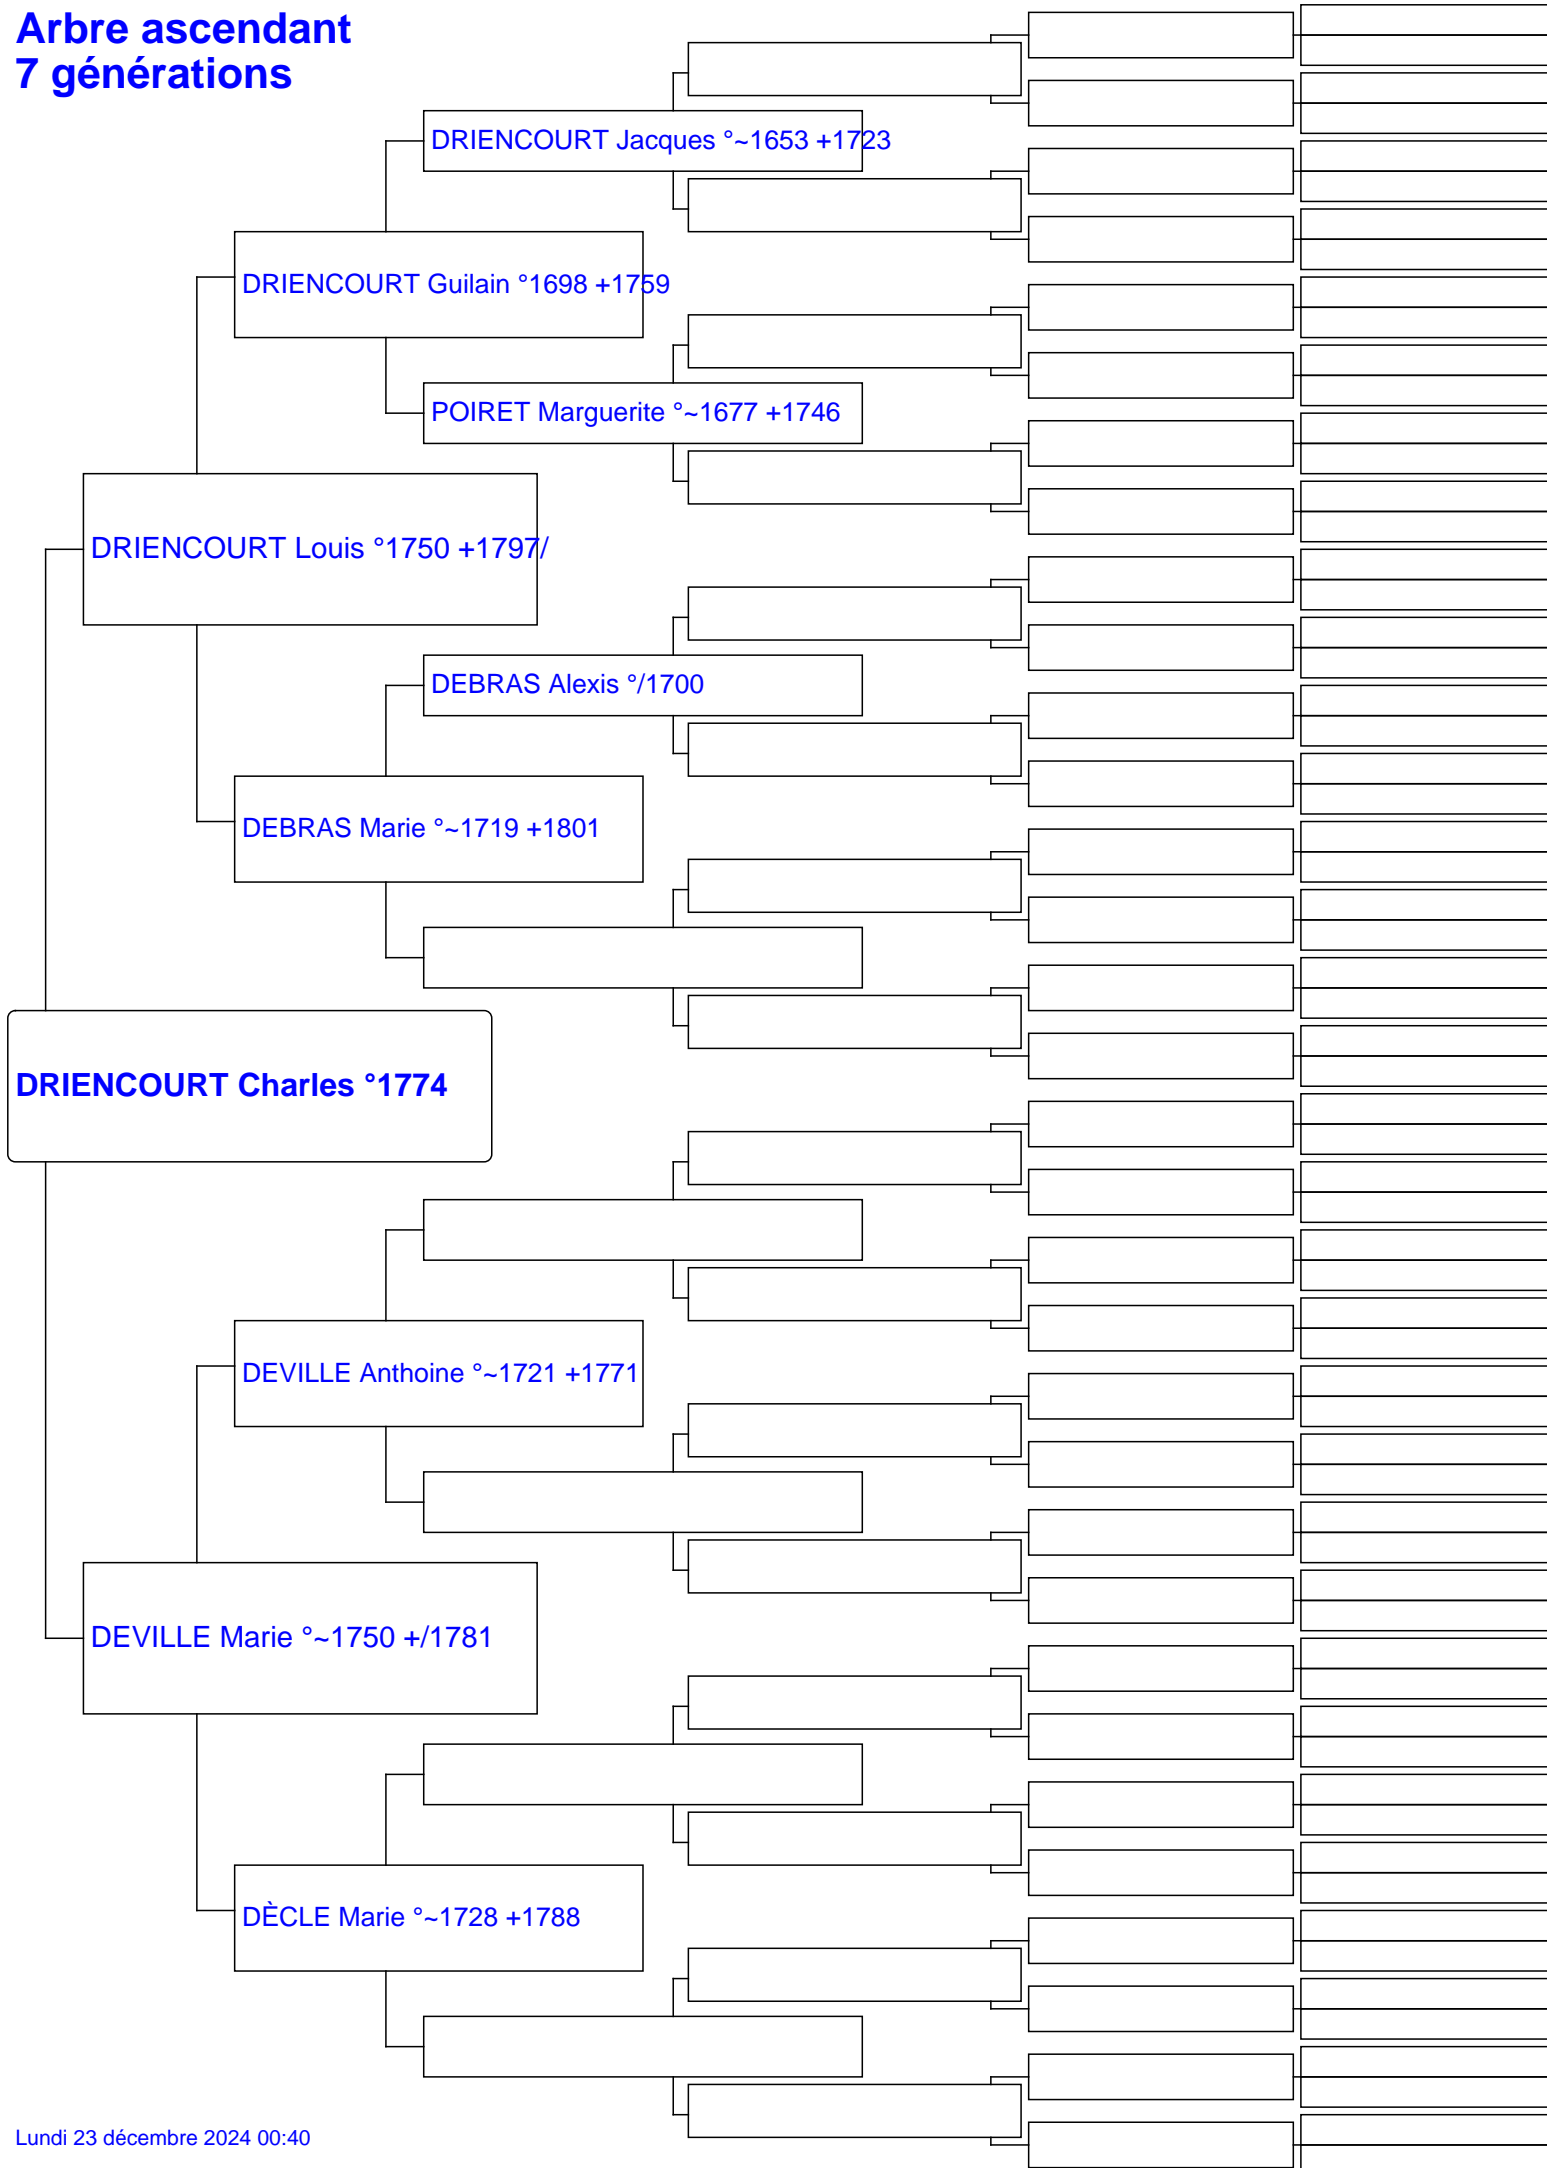 Arbre ascendant
7 générations
DRIENCOURT Jacques °~1653 +1723
DRIENCOURT Guilain °1698 +1759
POIRET Marguerite °~1677 +1746
DRIENCOURT Louis °1750 +1797/
DEBRAS Alexis °/1700
DEBRAS Marie °~1719 +1801
DRIENCOURT Charles °1774
DEVILLE Anthoine °~1721 +1771
DEVILLE Marie °~1750 +/1781
DÈCLE Marie °~1728 +1788
Lundi 23 décembre 2024 00:40